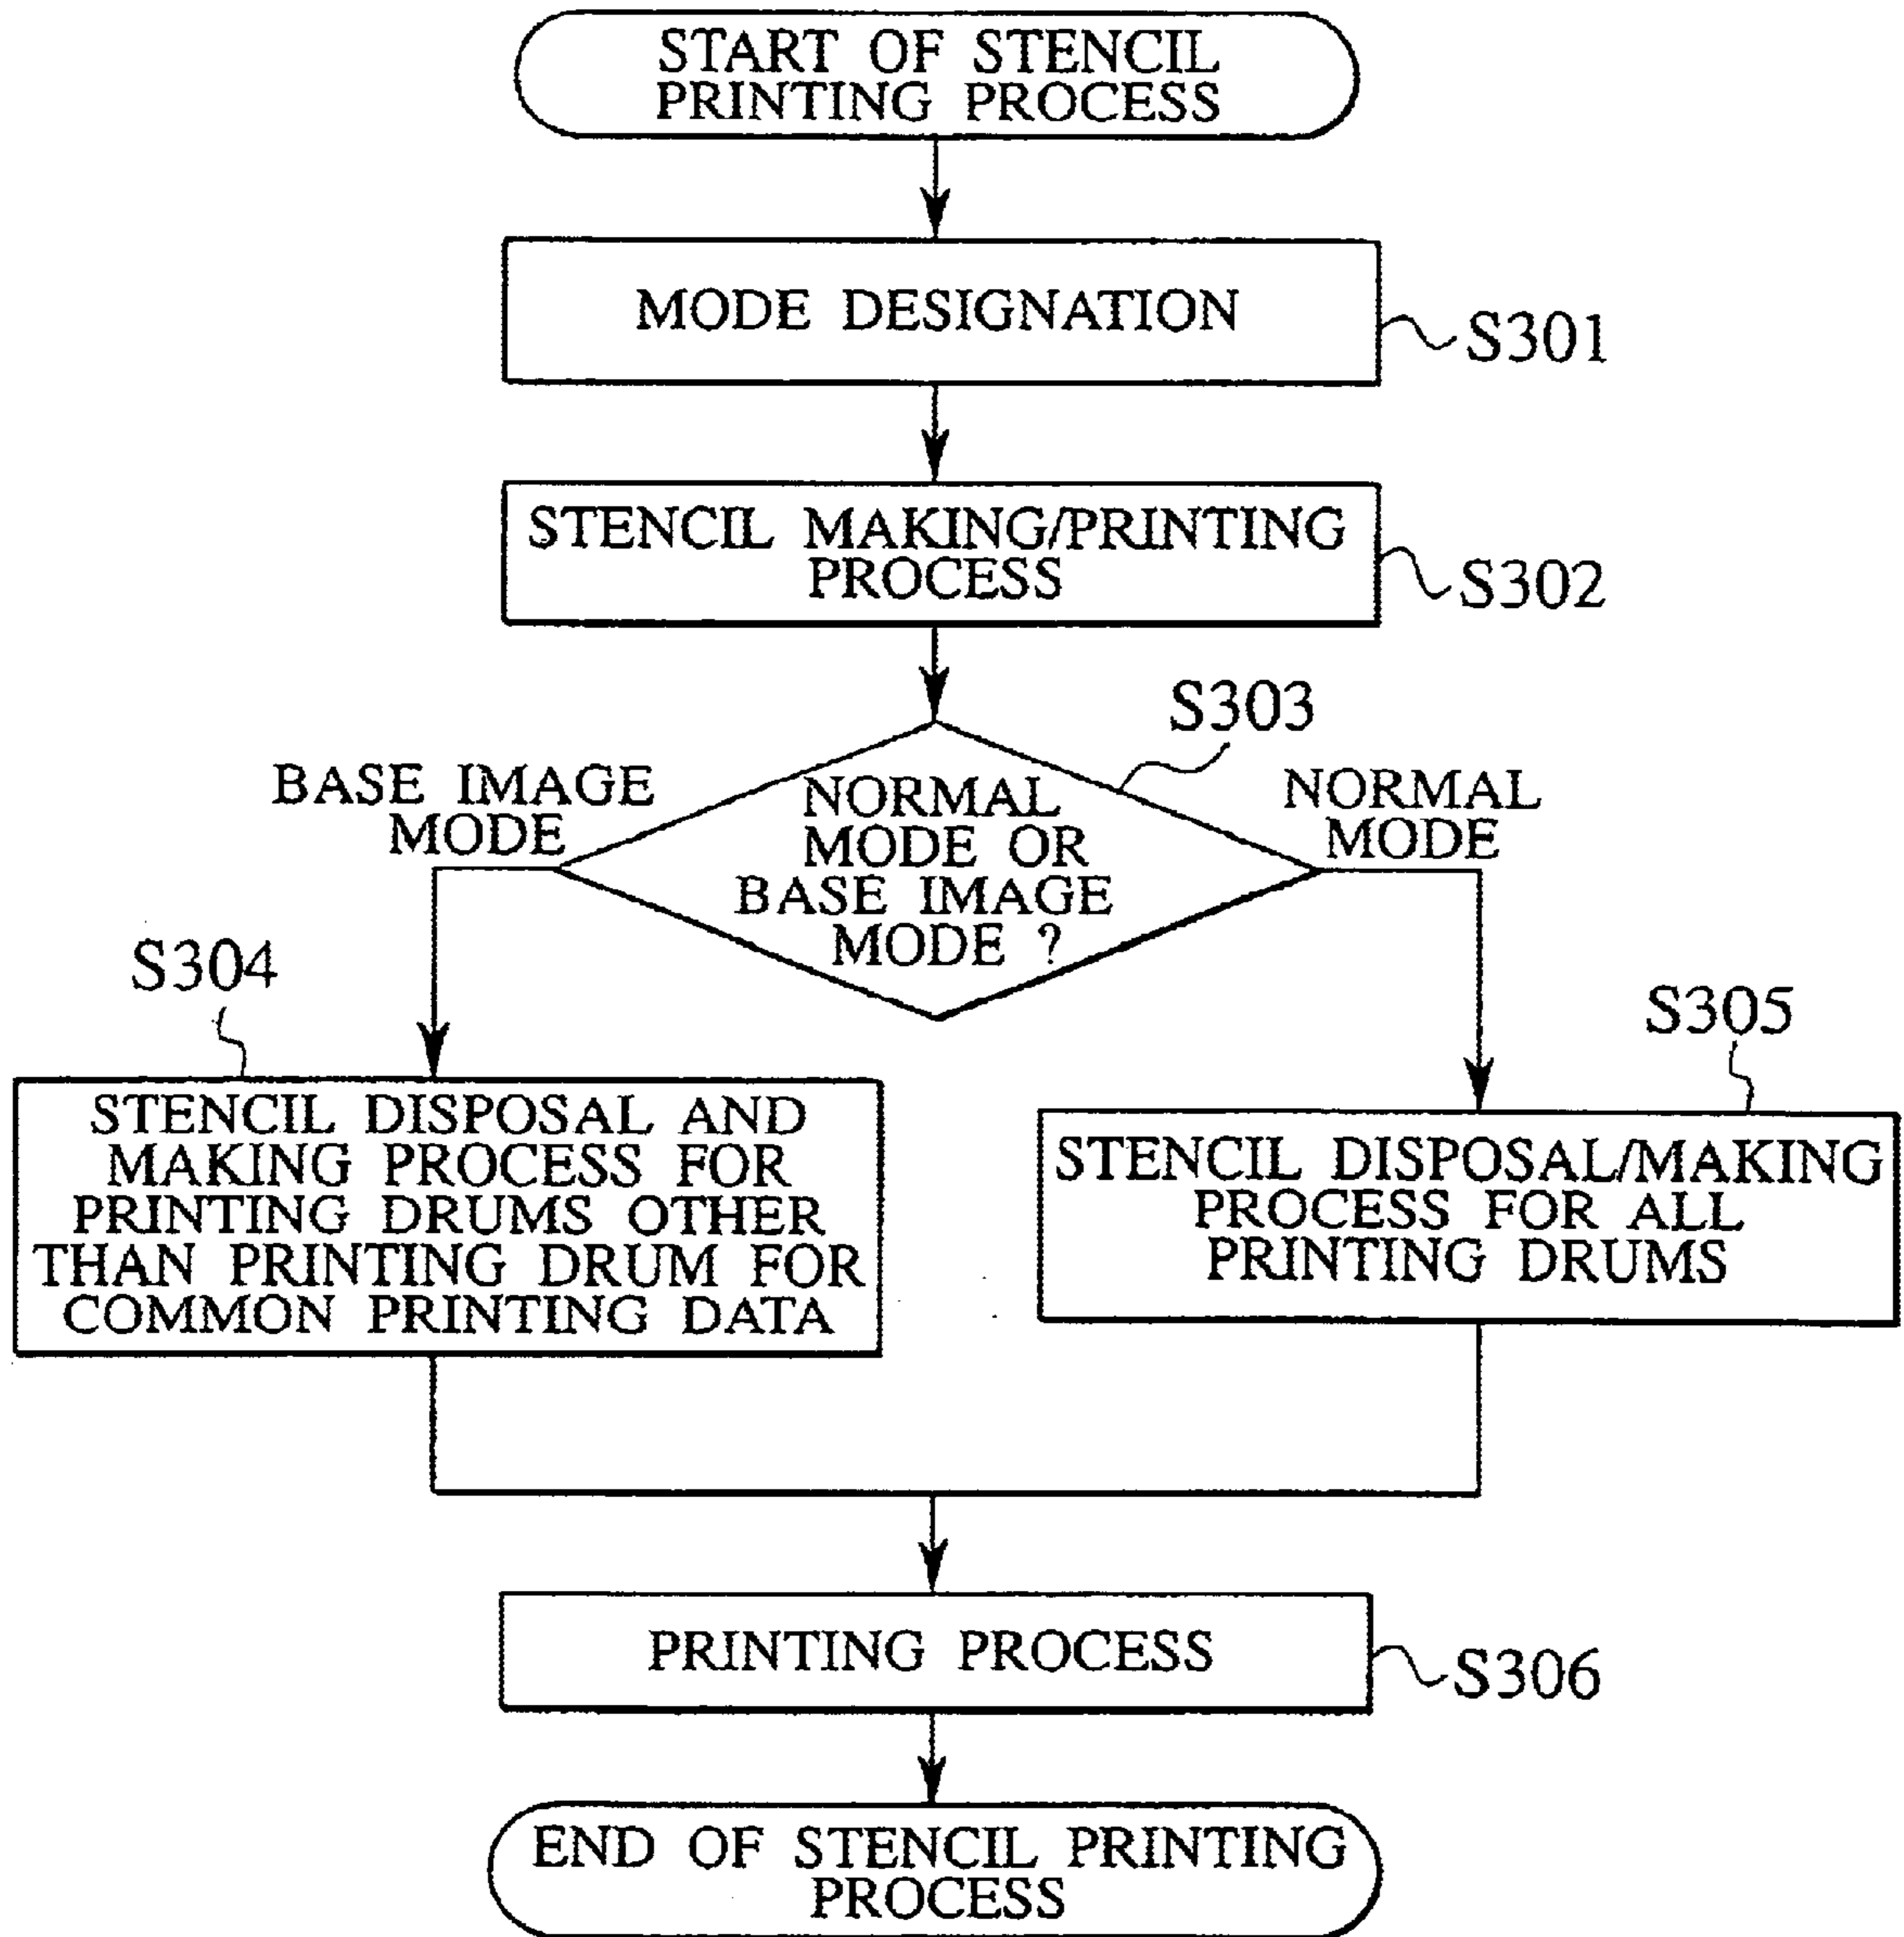 START OF STENCIL
PRINTING PROCESS
MODE DESIGNATION
S301
STENCIL MAKING/PRINTING
PROCESS
S302
S303
BASE IMAGE
MODE
NORMAL
MODE OR
BASE IMAGE
MODE ?
NORMAL
MODE
S304
STENCIL DISPOSAL AND
MAKING PROCESS FOR
PRINTING DRUMS OTHER
THAN PRINTING DRUM FOR
COMMON PRINTING DATA
S305
STENCIL DISPOSAL/MAKING
PROCESS FOR ALL
PRINTING DRUMS
PRINTING PROCESS
S306
END OF STENCIL PRINTING
PROCESS